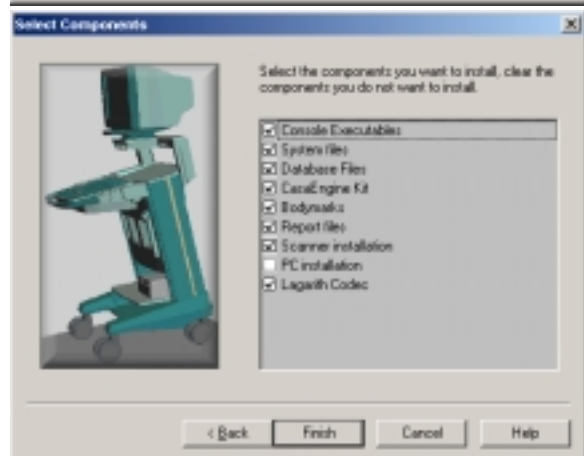 Select Components
Select the components you want to install, clear the
components you do not want to install.
Console Executables
System files
Database Files
CasaEngine Kit
Bodymarks
Report files
Scanner installation
PC installation
Lagarith Codec
< Back
Finish
Cancel
Help